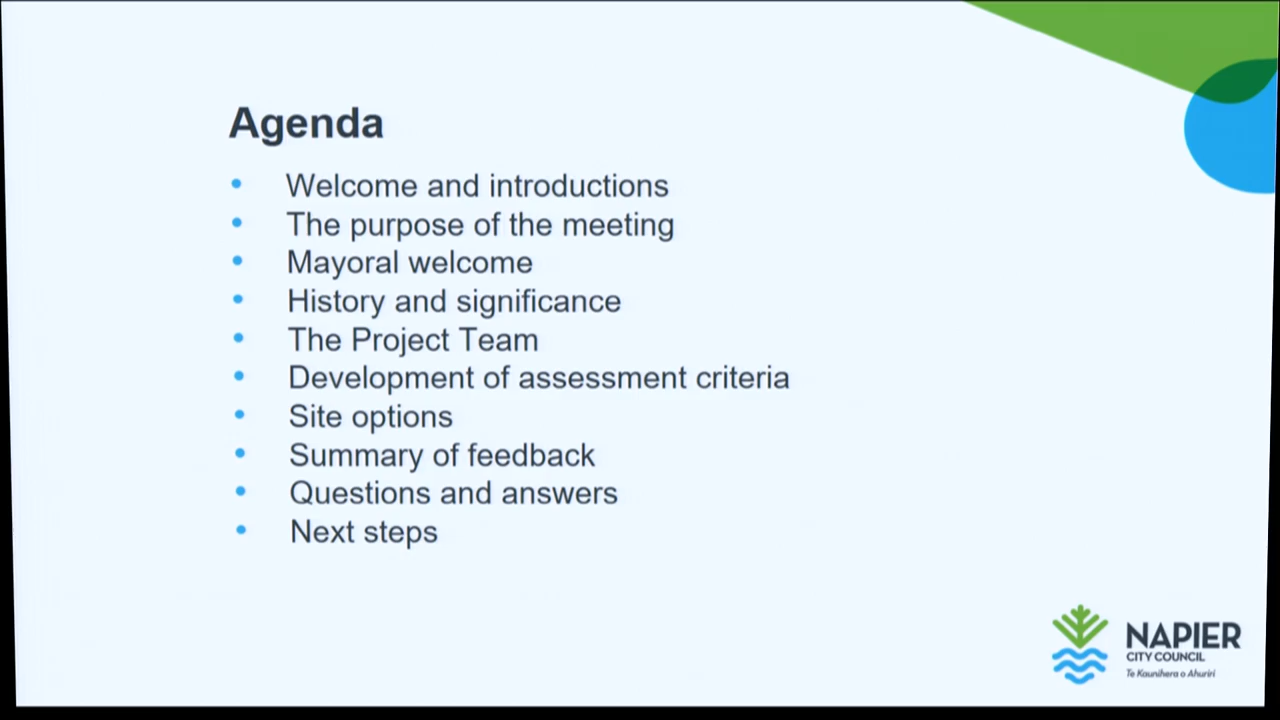 Agenda
• Welcome and introductions
• The purpose of the meeting
• Mayoral welcome
• History and significance
• The Project Team
• Development of assessment criteria
• Site options
• Summary of feedback
• Questions and answers
• Next steps
NAPIER
CITY COUNCIL
Te Kaunihera o Ahuriri